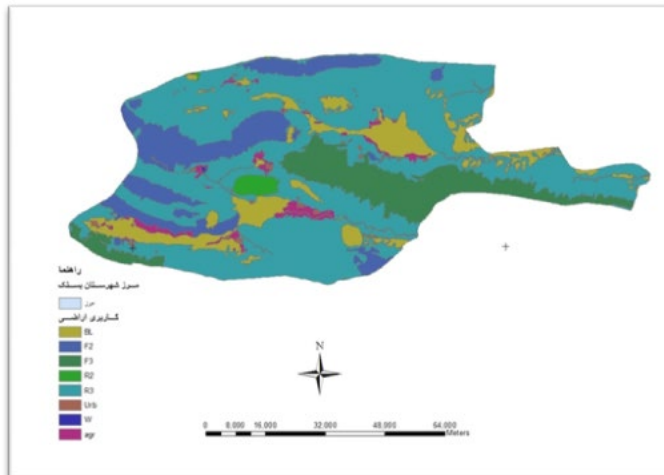 راهنما
مرز شهرستان بستک
مرز
کاربری اراضی
BL
F2
F3
R2
R3
Urb
W
agr
N
0 8,000 16,000 32,000 48,000 64,000
Meters